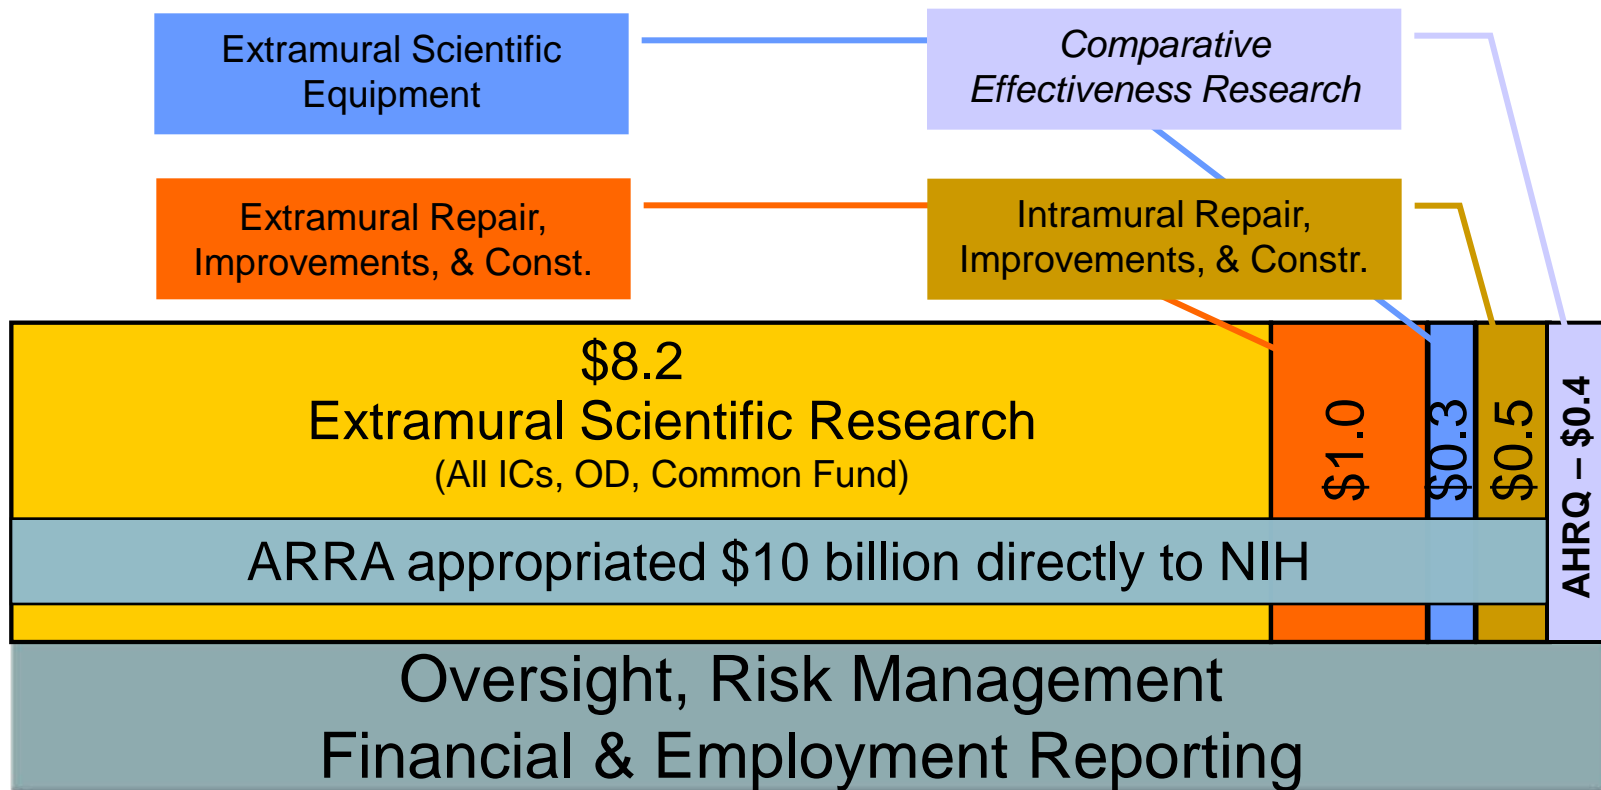 Extramural Scientific
Equipment
Comparative
Effectiveness Research
Extramural Repair,
Improvements, & Const.
Intramural Repair,
Improvements, & Constr.
$8.2
Extramural Scientific Research
(All ICs, OD, Common Fund)
$1.0
$0.3
$0.5
AHRQ – $0.4
ARRA appropriated $10 billion directly to NIH
Oversight, Risk Management
Financial & Employment Reporting